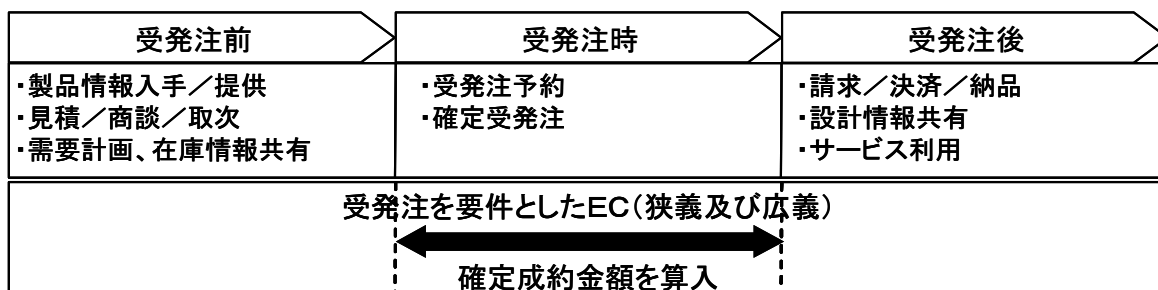 受発注前
受発注時
受発注後
・製品情報入手／提供
・見積／商談／取次
・需要計画、在庫情報共有
・受発注予約
・確定受発注
・請求／決済／納品
・設計情報共有
・サービス利用
受発注を要件としたEC(狭義及び広義)
確定成約金額を算入